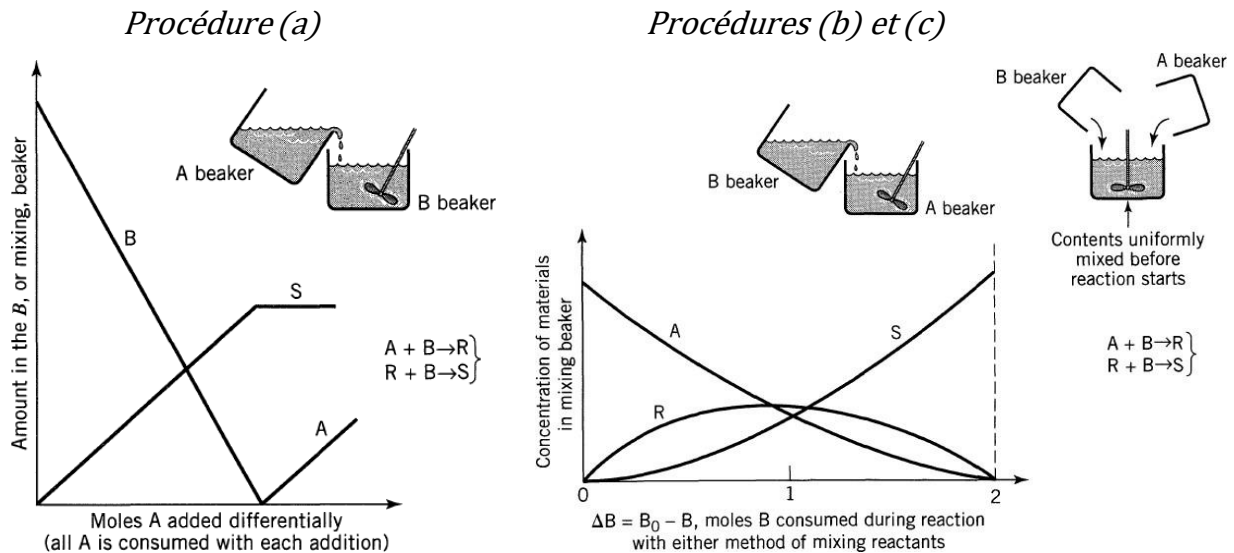 Procédure (a)
Procédures (b) et (c)
Amount in the B, or mixing, beaker
B
S
A
A beaker
B beaker
A + B→R
R + B→S
Moles A added differentially
(all A is consumed with each addition)
B beaker
A beaker
B beaker
A beaker
Contents uniformly
mixed before
reaction starts
Concentration of materials
in mixing beaker
A
S
R
0
1
2
A + B→R
R + B→S
ΔB = B₀ – B, moles B consumed during reaction
with either method of mixing reactants